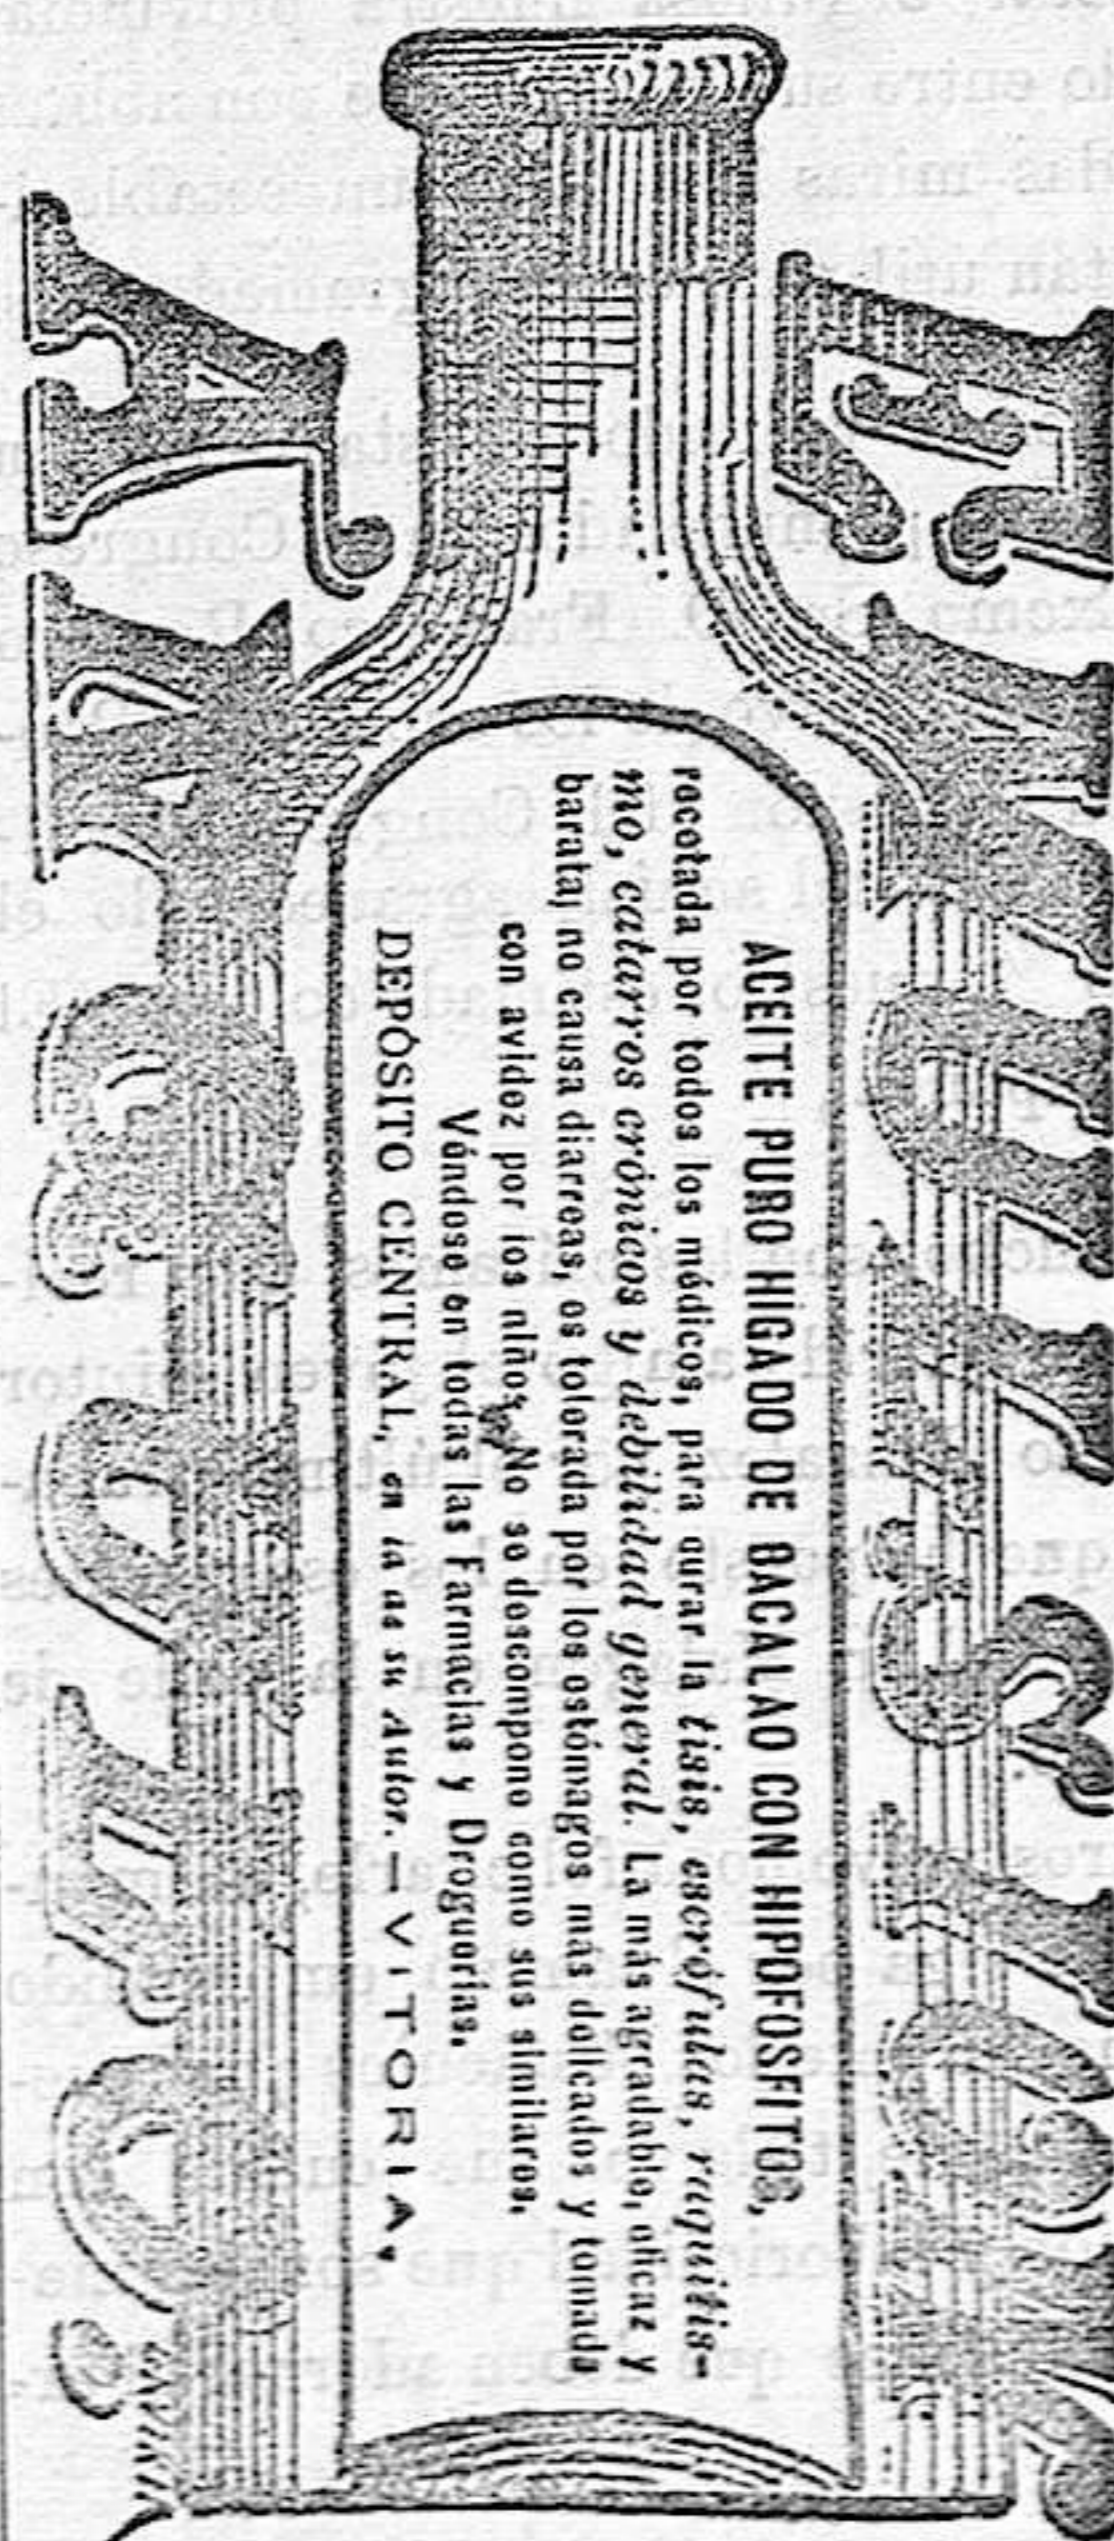 EMULSIÓN
ACEITE PURO HÍGADO DE BACALAO CON HIPOFOSFITOS,
recetada por todos los médicos, para curar la tisis, escrófulas, raquitis-
mo, catarros crónicos y debilidad general. La más agradable, eficaz y
barata; no causa diarreas, es tolerada por los estómagos más delicados y tomada
con avidez por los niños. No se descompone como sus similares.
Véndese en todas las Farmacias y Droguerías.
DEPÓSITO CENTRAL, en la de su Autor.—VITORIA.